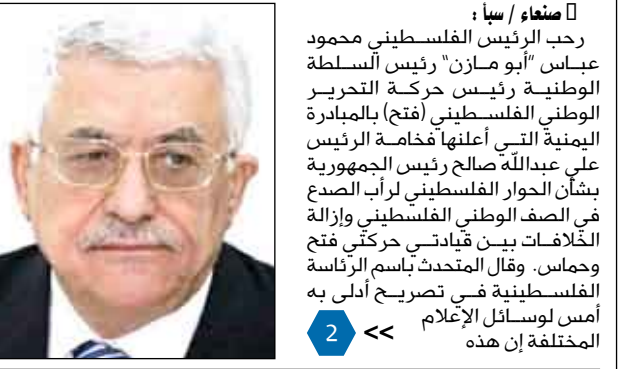 صنعاء / سبأ :
رحب الرئيس الفلسطيني محمود
عباس "أبو مازن" رئيس السلطة
الوطنية رئيس حركة التحرير
الوطني الفلسطيني (فتح) بالمبادرة
اليمنية التي أعلنها فخامة الرئيس
علي عبدالله صالح رئيس الجمهورية
بشأن الحوار الفلسطيني لرأب الصدع
في الصف الوطني الفلسطيني وإزالة
الخلافات بين قيادتي حركتي فتح
وحماس. وقال المتحدث باسم الرئاسة
الفلسطينية في تصريح أدلى به
أمس لوسائل الإعلام
المختلفة إن هذه
>> 2